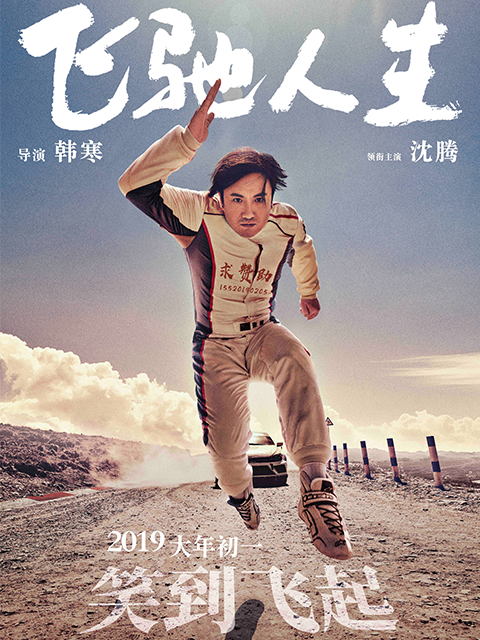 飞驰人生
导演 韩寒
领衔主演 沈腾
求赞助
15520190205
2019 大年初一
笑到飞起